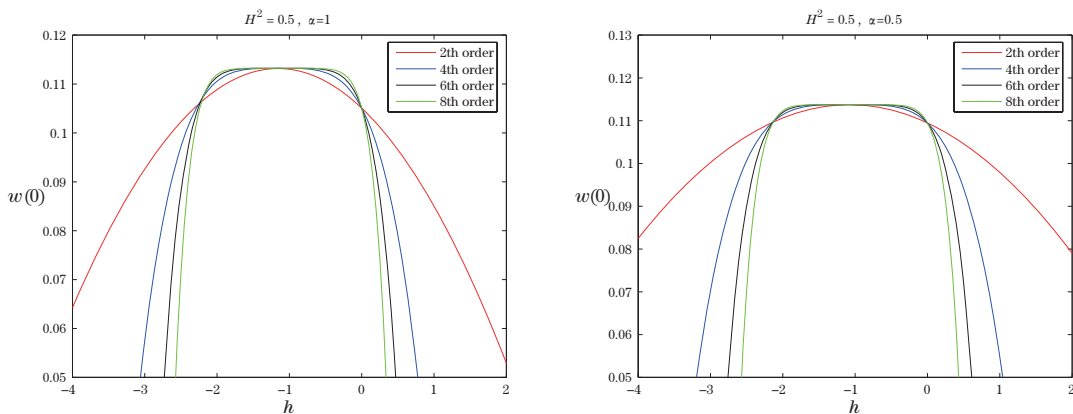 H² = 0.5 , α=1
0.12
0.11
0.1
0.09
0.08
0.07
0.06
0.05
w(0)
−4
−3
−2
−1
0
1
2
h
2th order
4th order
6th order
8th order
H² = 0.5 , α=0.5
0.13
0.12
0.11
0.1
0.09
0.08
0.07
0.06
0.05
w(0)
−4
−3
−2
−1
0
1
2
h
2th order
4th order
6th order
8th order